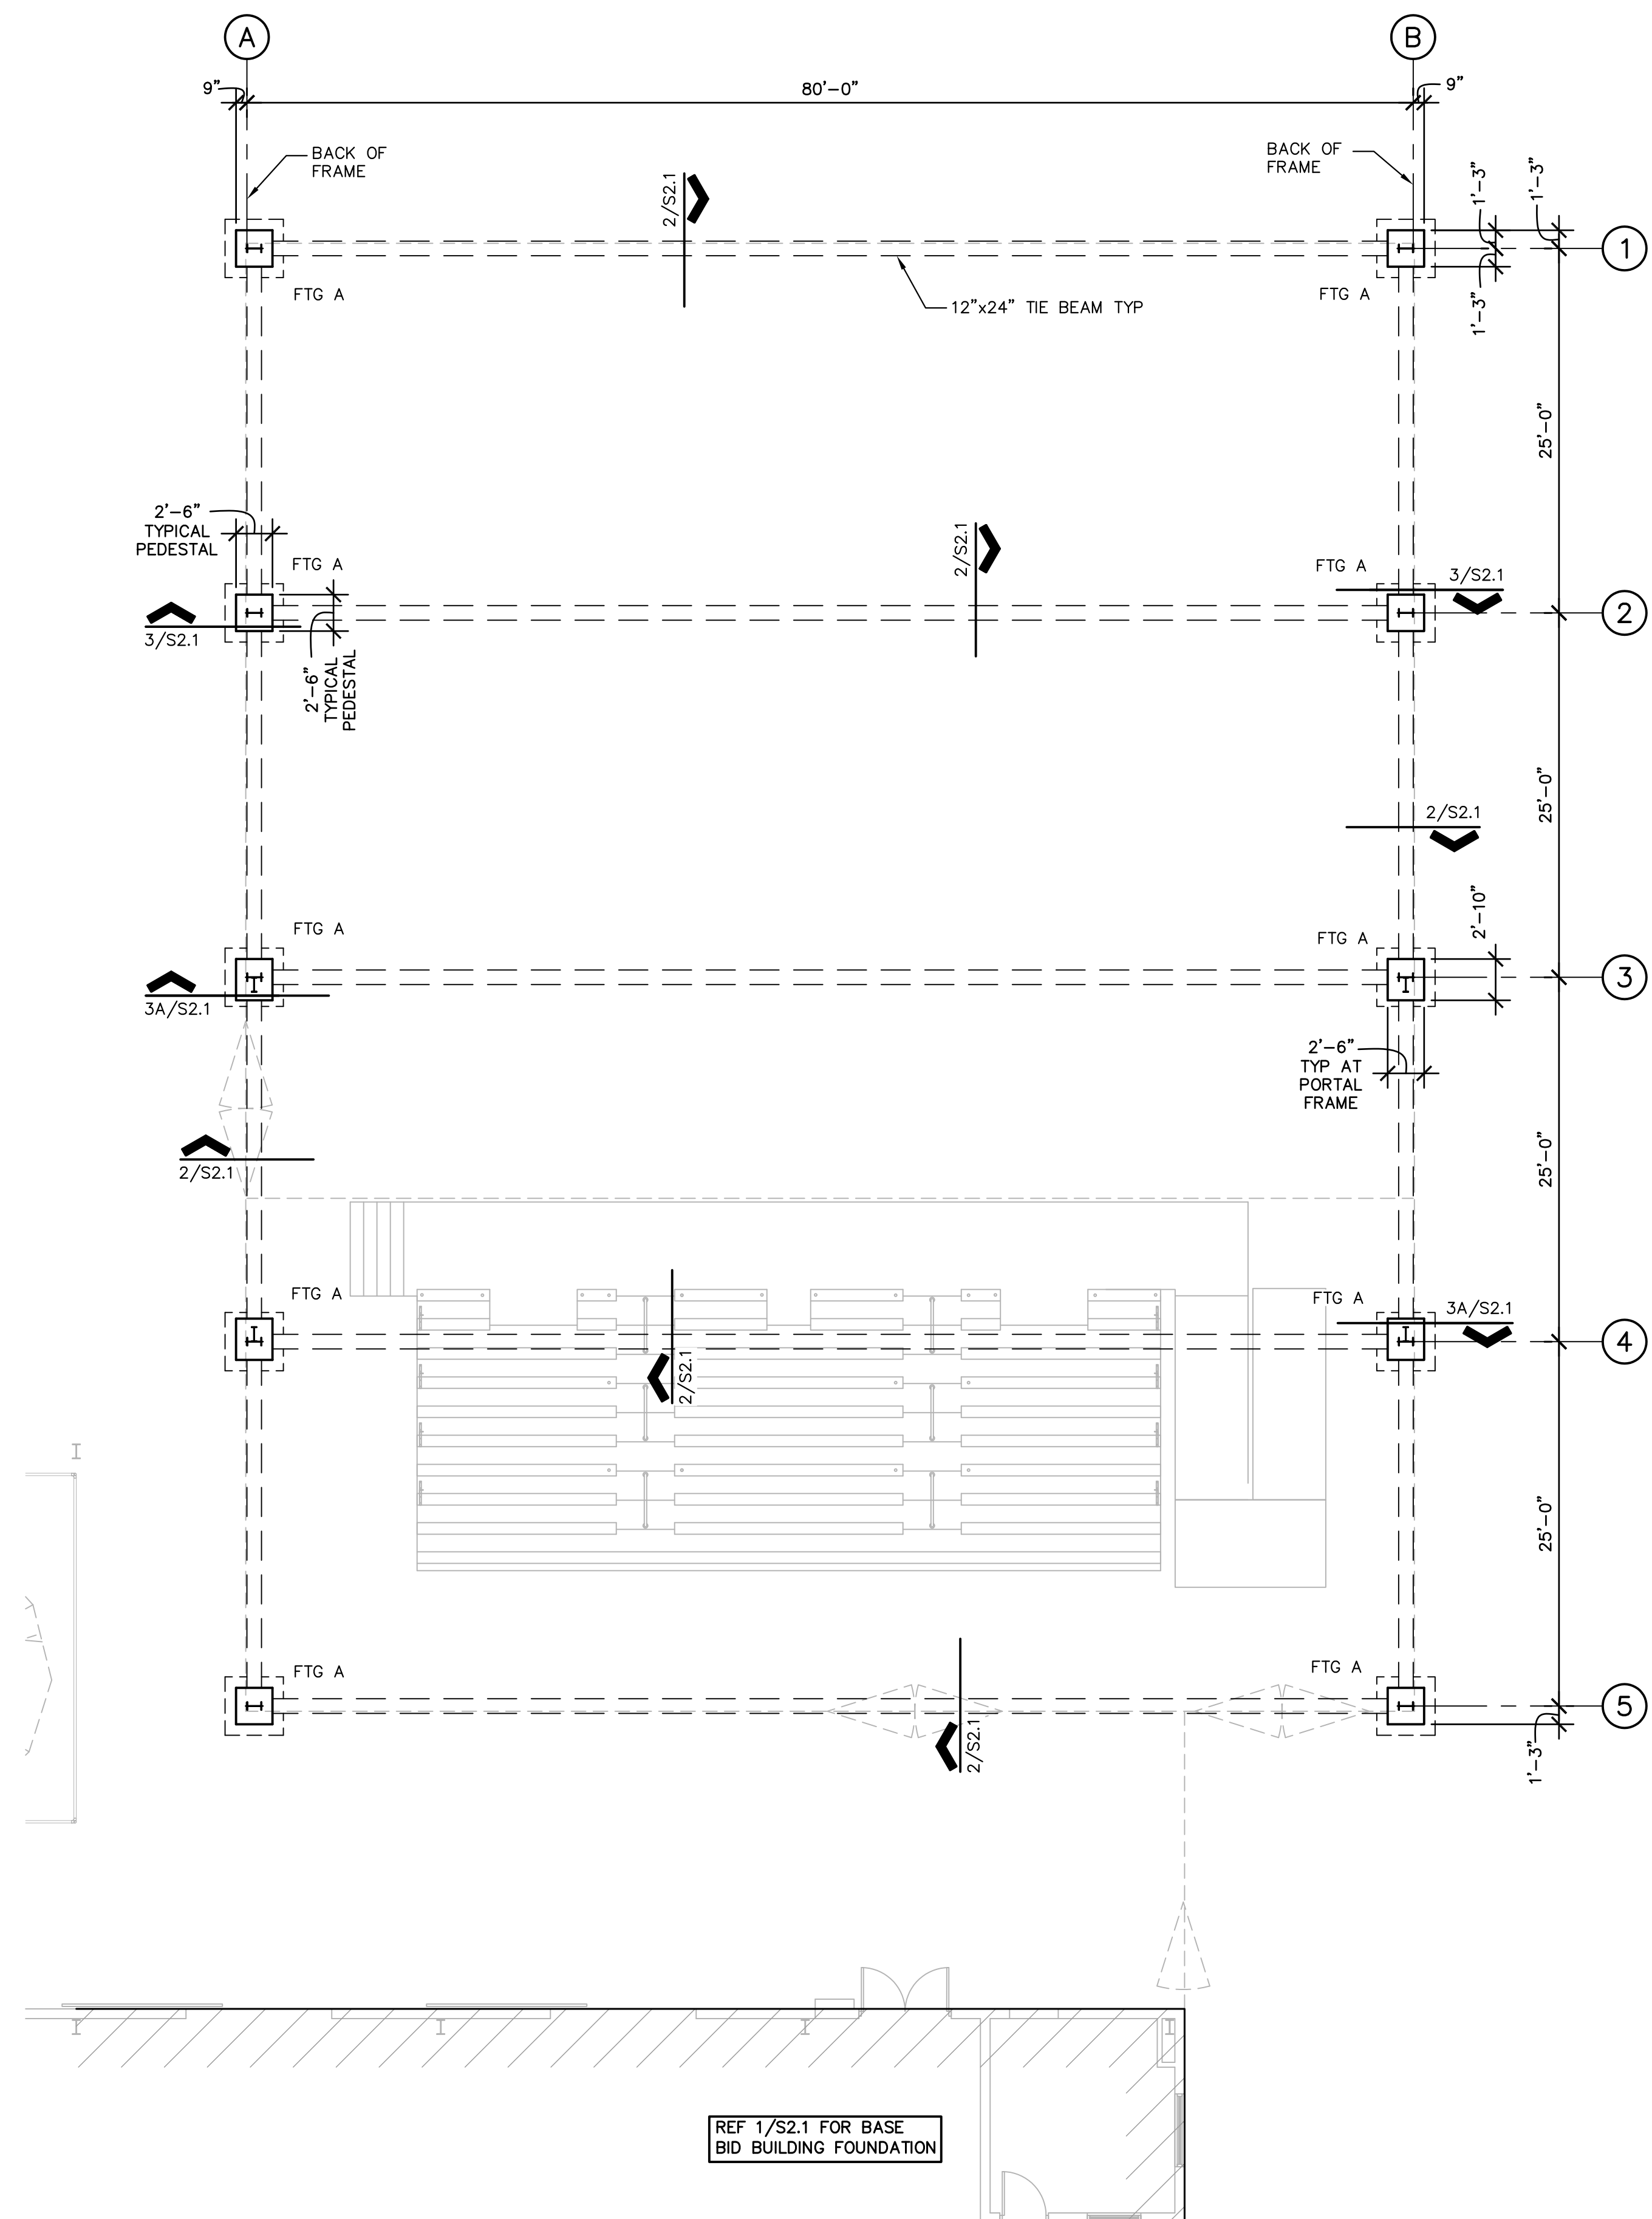 A
B
9”
80’–0”
9”
BACK OF
FRAME
BACK OF
FRAME
2/S2.1
1’–3”
1’–3”
1
FTG A
FTG A
12”x24” TIE BEAM TYP
1’–3”
25’–0”
2’–6”
TYPICAL
PEDESTAL
FTG A
2/S2.1
FTG A
3/S2.1
2
3/S2.1
2’–6”
TYPICAL
PEDESTAL
25’–0”
2/S2.1
2’–10”
FTG A
FTG A
3
3A/S2.1
2’–6”
TYP AT
PORTAL
FRAME
25’–0”
2/S2.1
FTG A
FTG A
3A/S2.1
4
2/S2.1
25’–0”
FTG A
FTG A
5
2/S2.1
1’–3”
REF 1/S2.1 FOR BASE
BID BUILDING FOUNDATION